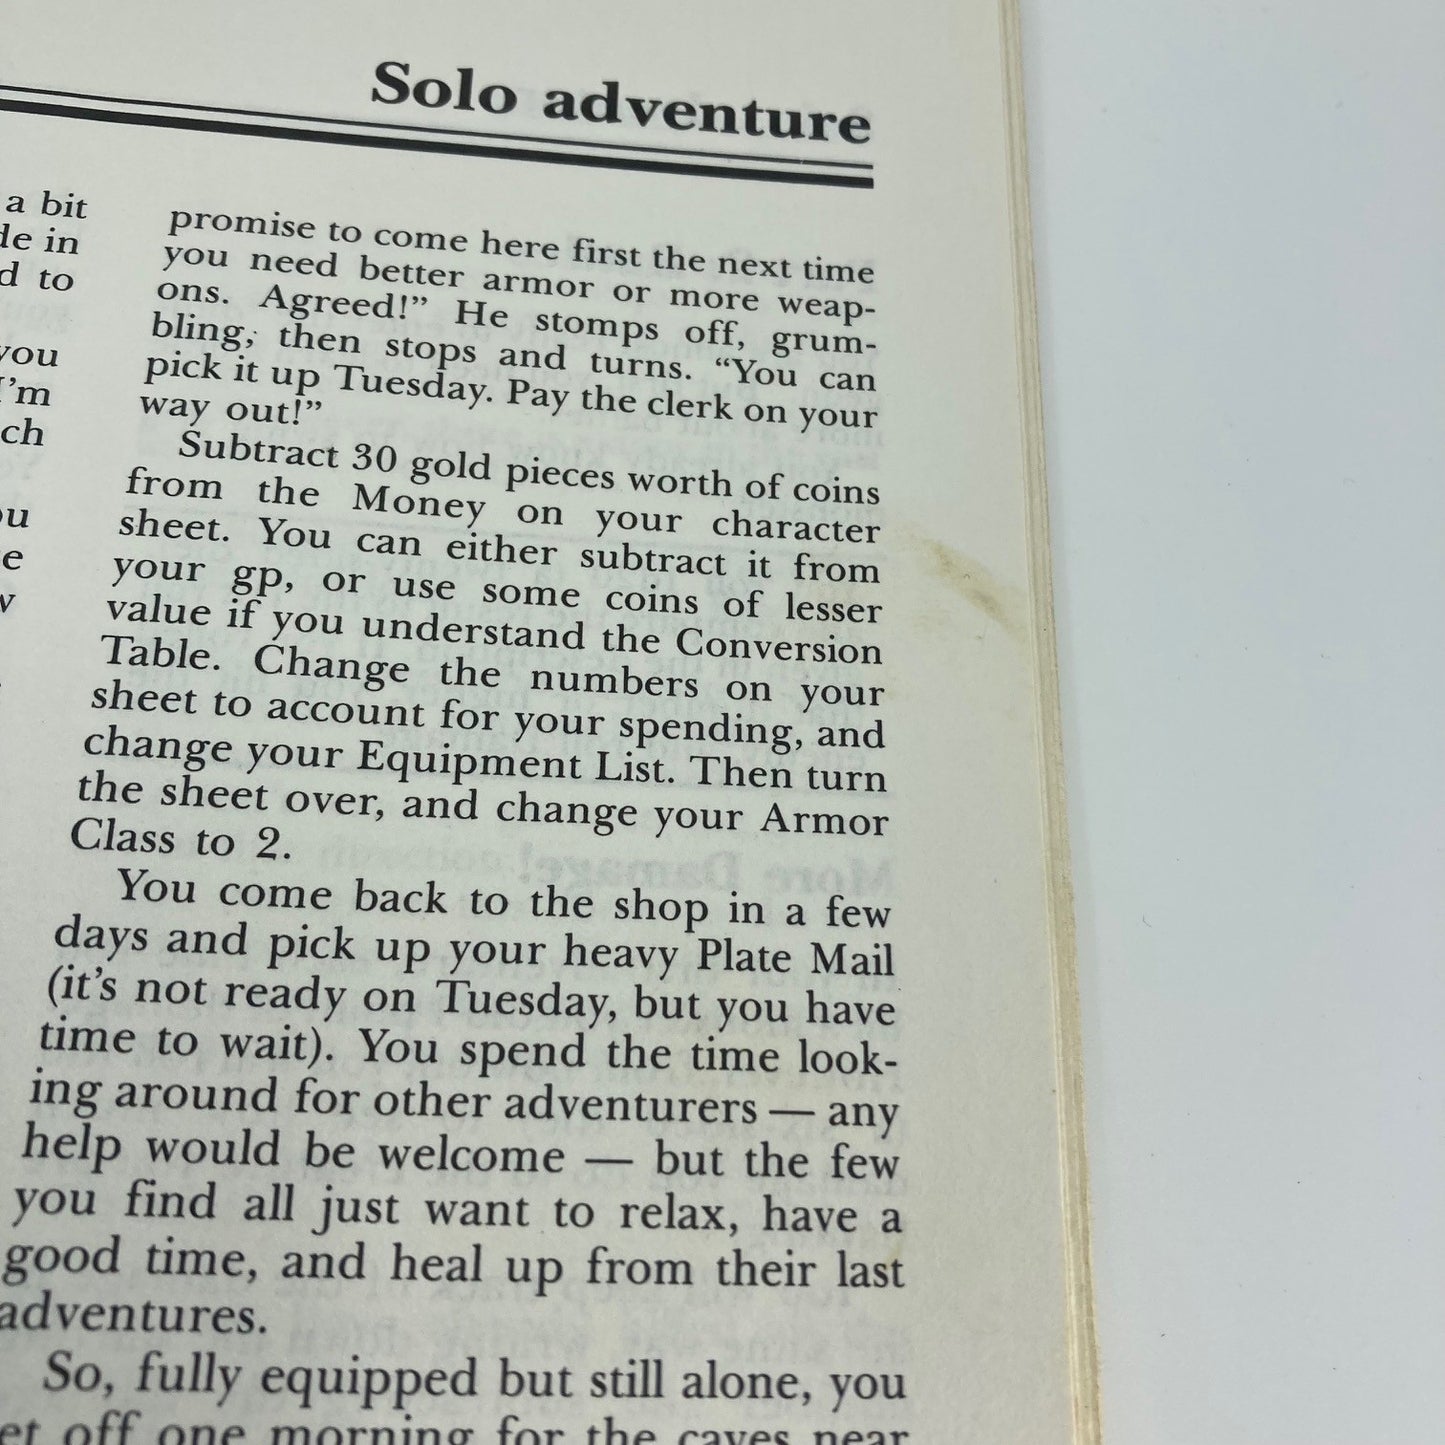 Solo adventure
a bit
de in
d to
you
I'm
ch
ou
e
w
promise to come here first the next time
you need better armor or more weap-
ons. Agreed!” He stomps off, grum-
bling, then stops and turns. “You can
pick it up Tuesday. Pay the clerk on your
way out!”
Subtract 30 gold pieces worth of coins
from the Money on your character
sheet. You can either subtract it from
your gp, or use some coins of lesser
value if you understand the Conversion
Table. Change the numbers on your
sheet to account for your spending, and
change your Equipment List. Then turn
the sheet over, and change your Armor
Class to 2.
You come back to the shop in a few
days and pick up your heavy Plate Mail
(it’s not ready on Tuesday, but you have
time to wait). You spend the time look-
ing around for other adventurers — any
help would be welcome — but the few
you find all just want to relax, have a
good time, and heal up from their last
adventures.
So, fully equipped but still alone, you
et off one morning for the caves near